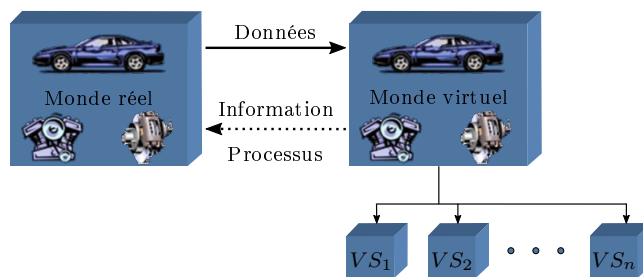 Données
Monde réel
Monde virtuel
Information
Processus
VS₁
VS₂
VSₙ